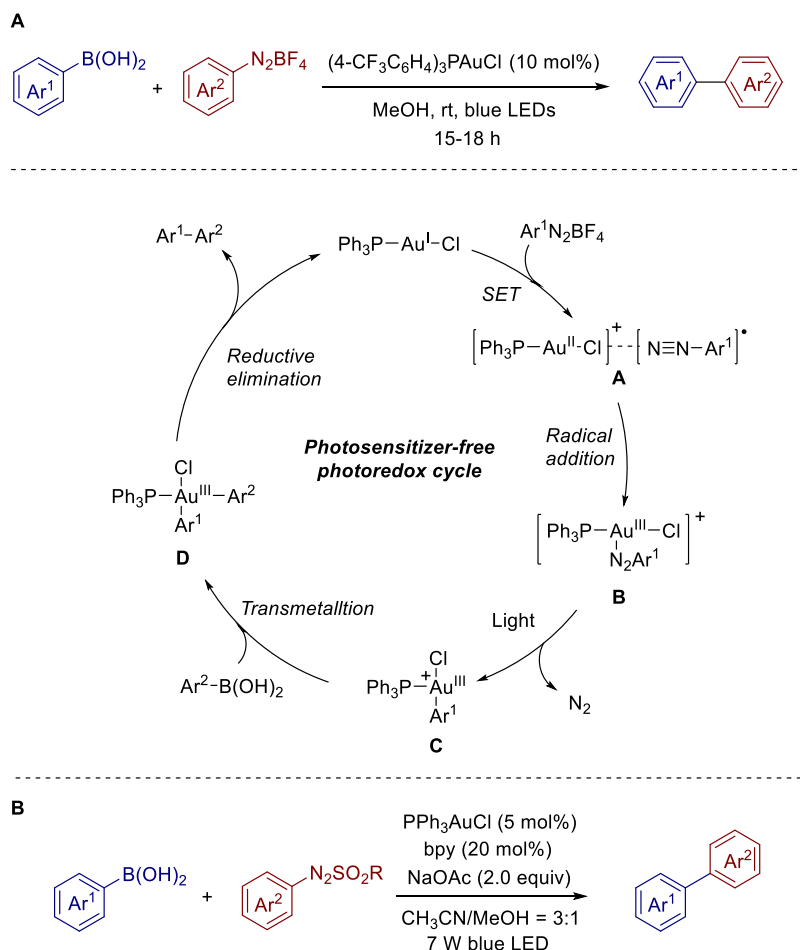 A
B(OH)2
Ar1
+
N2BF4
Ar2
(4-CF3C6H4)3PAuCl (10 mol%)
MeOH, rt, blue LEDs
15-18 h
Ar1
Ar2
Ar1-Ar2
Ph3P-AuI-Cl
Ar1N2BF4
SET
[Ph3P-AuII-Cl]+---[N≡N-Ar1]•
A
Reductive
elimination
Radical
addition
Photosensitizer-free
photoredox cycle
Cl
Ph3P-AuIII-Ar2
Ar1
D
[Ph3P-AuIII-Cl]+
N2Ar1
B
Transmetalltion
Light
Ar2-B(OH)2
Cl
Ph3P-+AuIII
Ar1
C
N2
B
B(OH)2
Ar1
+
N2SO2R
Ar2
PPh3AuCl (5 mol%)
bpy (20 mol%)
NaOAc (2.0 equiv)
CH3CN/MeOH = 3:1
7 W blue LED
Ar1
Ar2